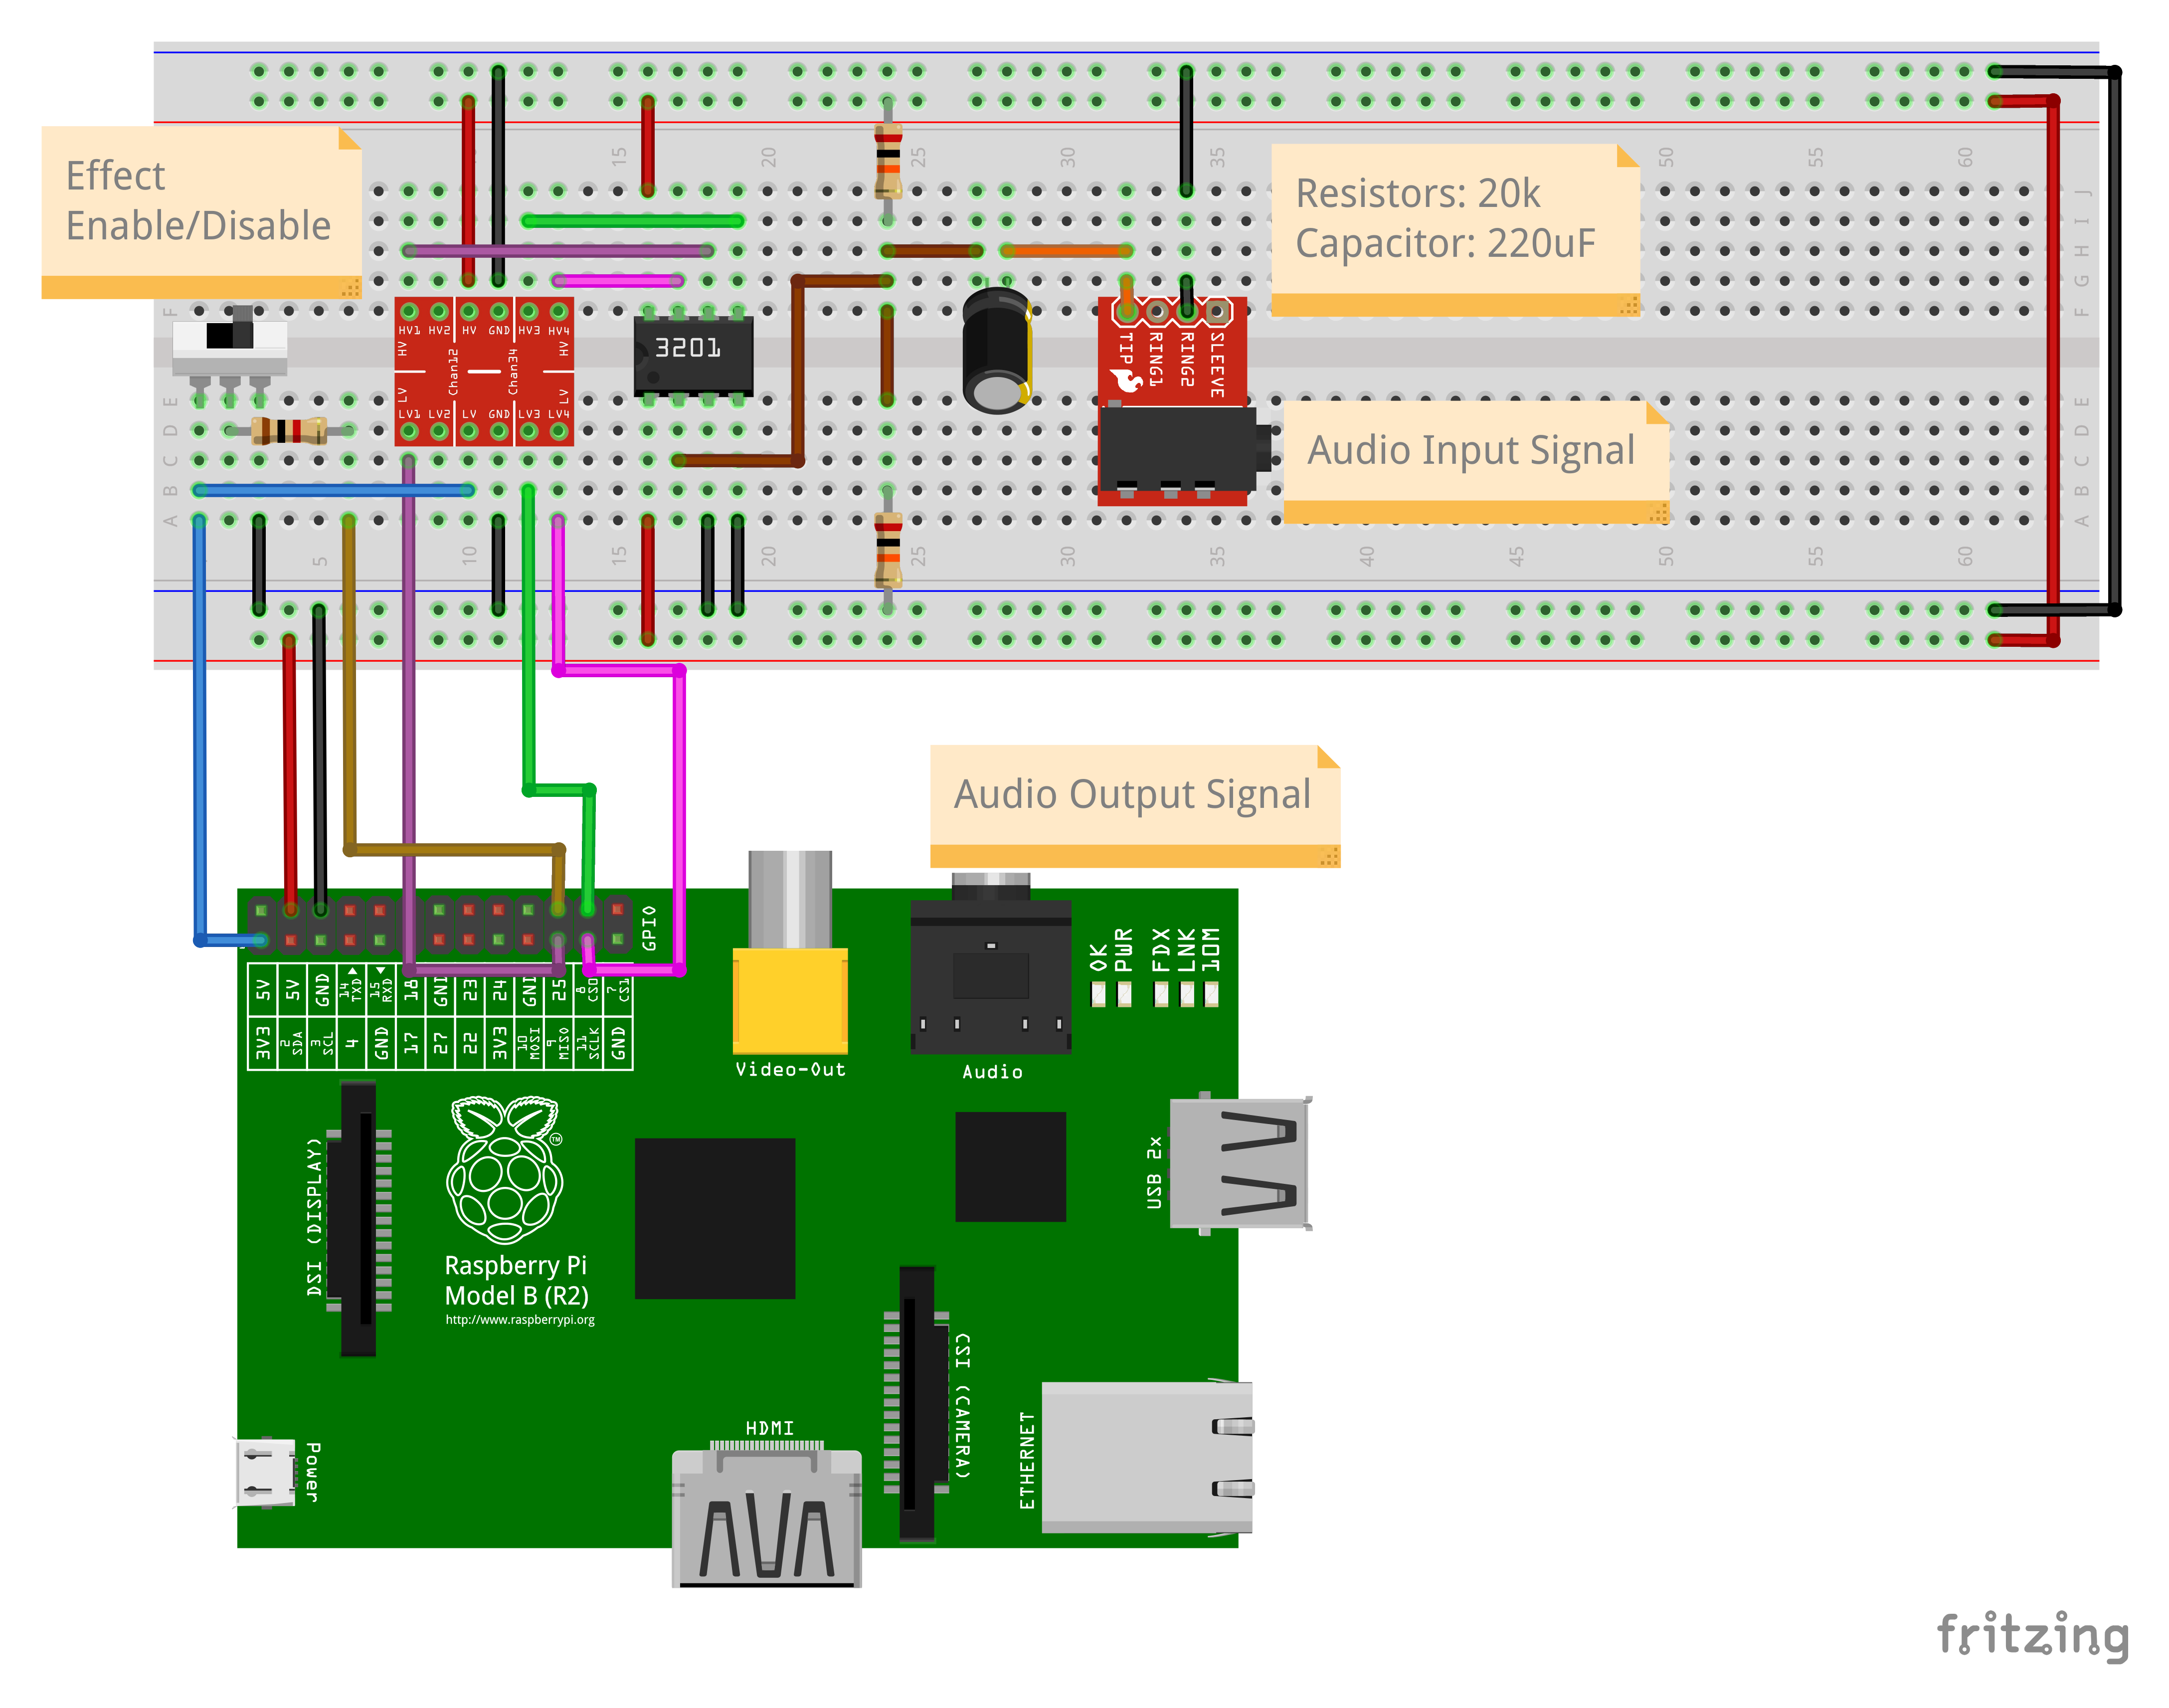 15
20
25
30
35
50
55
60
Effect
Enable/Disable
Resistors: 20k
Capacitor: 220uF
J
I
H
G
F
F
HV1 HV2 HV GND HV3 HV4
HV
Chan12
Chan34
HV
LV
LV
LV1 LV2 LV GND LV3 LV4
3201
TIP
RING1
RING2
SLEEVE
Audio Input Signal
E
D
C
B
A
E
D
C
B
A
5
10
15
20
25
30
35
40
45
50
55
60
Audio Output Signal
GPIO
5V 5V GND 14 TXD 15 RXD 18 GND 23 24 GND 25 8 CS0 7 CS1
3V3 2 SDA 3 SCL 4 GND 17 27 22 3V3 10 MOSI 9 MISO 11 SCLK GND
OK
PWR
FDX
LNK
10M
Video-Out
Audio
DSI (DISPLAY)
TM
Raspberry Pi
Model B (R2)
http://www.raspberrypi.org
USB 2x
CSI (CAMERA)
ETHERNET
Power
HDMI
fritzing